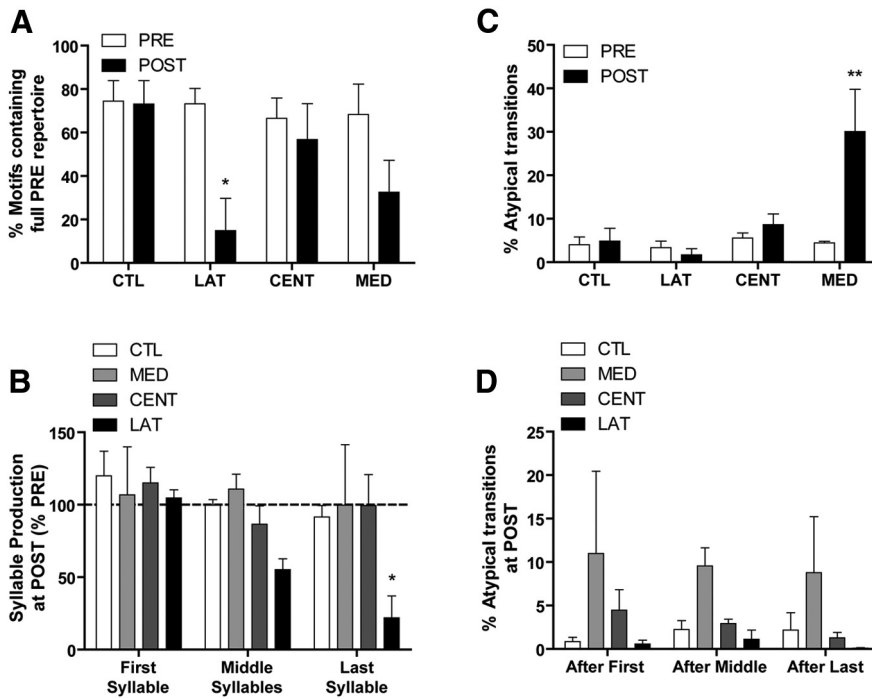 A
PRE
POST
% Motifs containing
full PRE repertoire
100
80
60
40
20
0
*
CTL LAT CENT MED
C
PRE
POST
% Atypical transitions
50
40
30
20
10
0
**
CTL LAT CENT MED
B
CTL
MED
CENT
LAT
Syllable Production
at POST (% PRE)
150
100
50
0
*
First Middle Last
Syllable Syllables Syllable
D
CTL
MED
CENT
LAT
% Atypical transitions
at POST
25
20
15
10
5
0
After First After Middle After Last